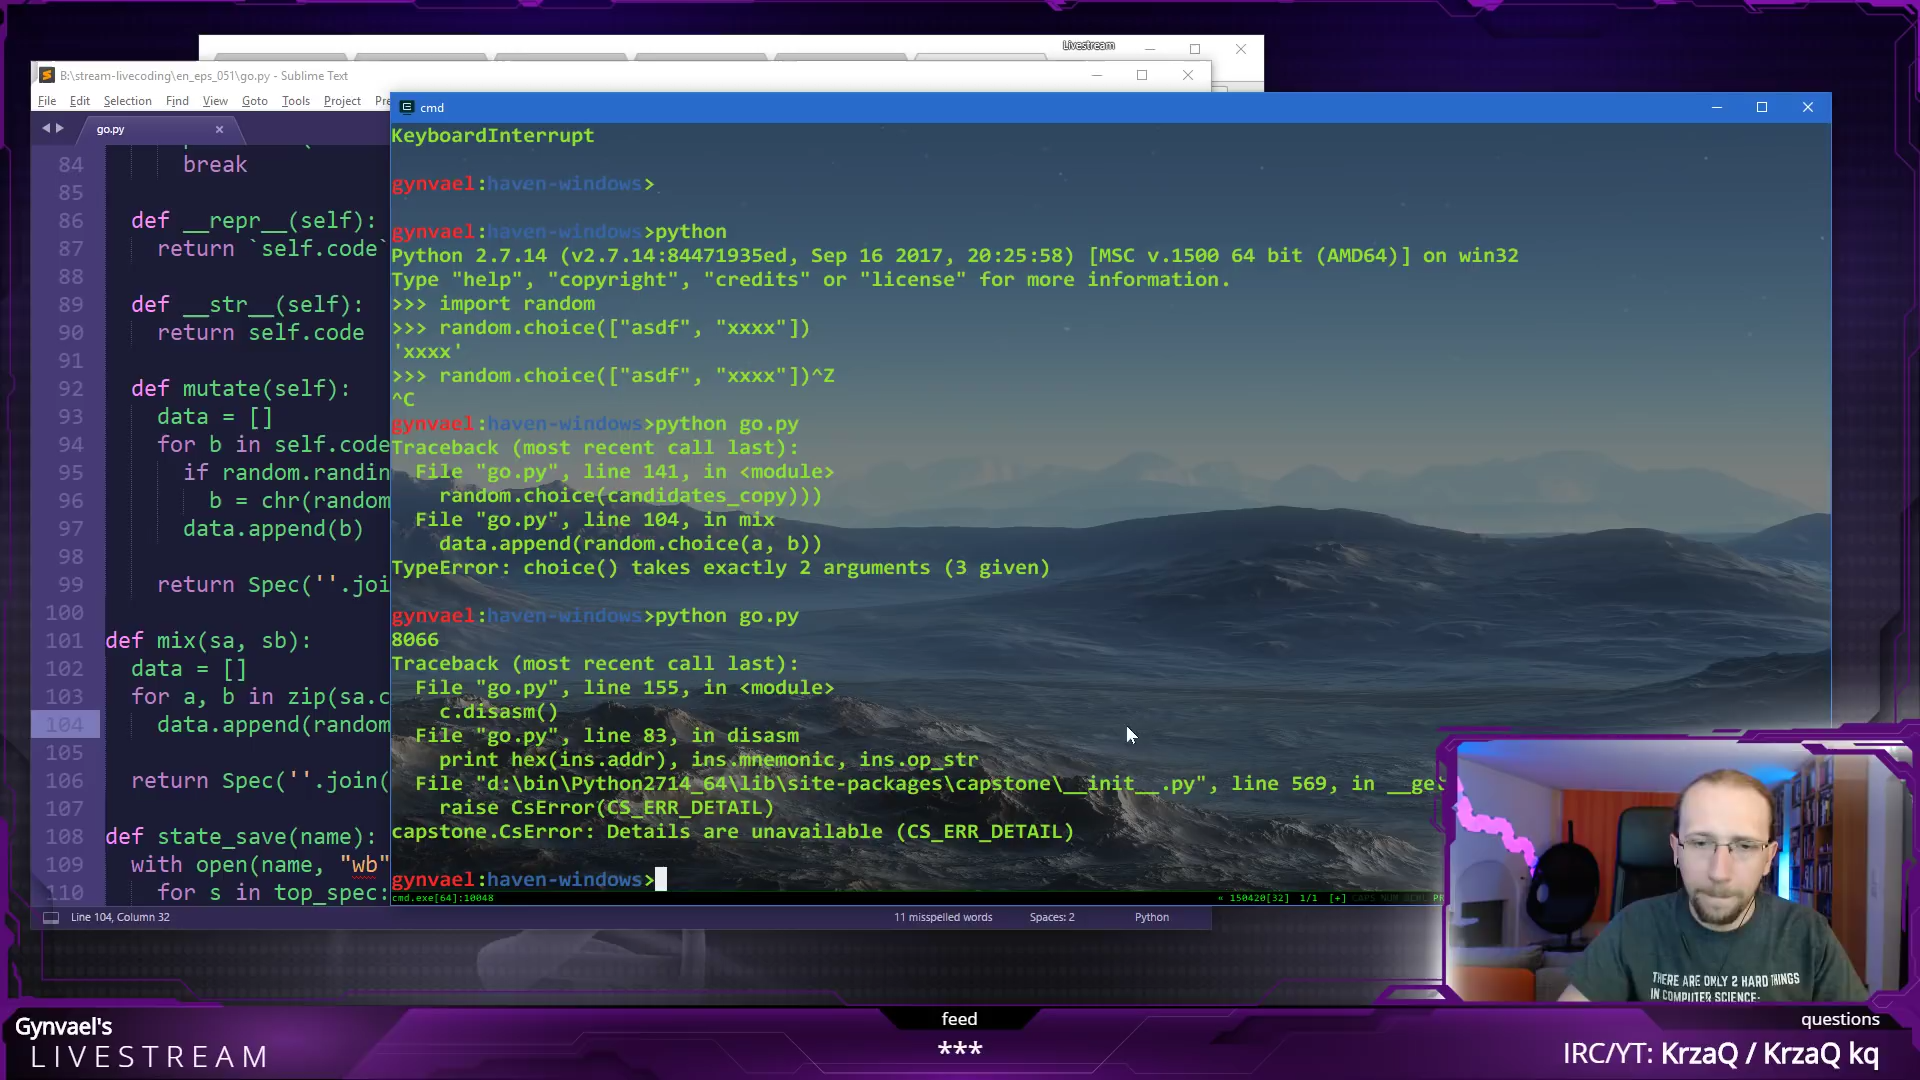 Livestream
B:\stream-livecoding\en_eps_051\go.py - Sublime Text
File Edit Selection Find View Goto Tools Project
cmd
go.py
84 break
85
86 def __repr__(self):
87 return `self.code`
88
89 def __str__(self):
90 return self.code
91
92 def mutate(self):
93 data = []
94 for b in self.code
95 if random.randin
96 b = chr(random
97 data.append(b)
98
99 return Spec(''.joi
100
101 def mix(sa, sb):
102 data = []
103 for a, b in zip(sa.c
104 data.append(random
105
106 return Spec(''.join(
107
108 def state_save(name):
109 with open(name, "wb"
110 for s in top_spec:
KeyboardInterrupt
gynvael:haven-windows>
gynvael:haven-windows>python
Python 2.7.14 (v2.7.14:84471935ed, Sep 16 2017, 20:25:58) [MSC v.1500 64 bit (AMD64)] on win32
Type "help", "copyright", "credits" or "license" for more information.
>>> import random
>>> random.choice(["asdf", "xxxx"])
'xxxx'
>>> random.choice(["asdf", "xxxx"])^Z
^C
gynvael:haven-windows>python go.py
Traceback (most recent call last):
File "go.py", line 141, in <module>
random.choice(candidates_copy)))
File "go.py", line 104, in mix
data.append(random.choice(a, b))
TypeError: choice() takes exactly 2 arguments (3 given)
gynvael:haven-windows>python go.py
8066
Traceback (most recent call last):
File "go.py", line 155, in <module>
c.disasm()
File "go.py", line 83, in disasm
print hex(ins.addr), ins.mnemonic, ins.op_str
File "d:\bin\Python2714_64\lib\site-packages\capstone\__init__.py", line 569, in __ge
raise CsError(CS_ERR_DETAIL)
capstone.CsError: Details are unavailable (CS_ERR_DETAIL)
gynvael:haven-windows>
cmd.exe[64]:10048
« 150420[32] 1/1 [+] CAPS NUM
Line 104, Column 32
11 misspelled words
Spaces: 2
Python
THERE ARE ONLY 2 HARD THINGS
IN COMPUTER SCIENCE:
Gynvael's
LIVESTREAM
feed
***
questions
IRC/YT: KrzaQ / KrzaQ kq